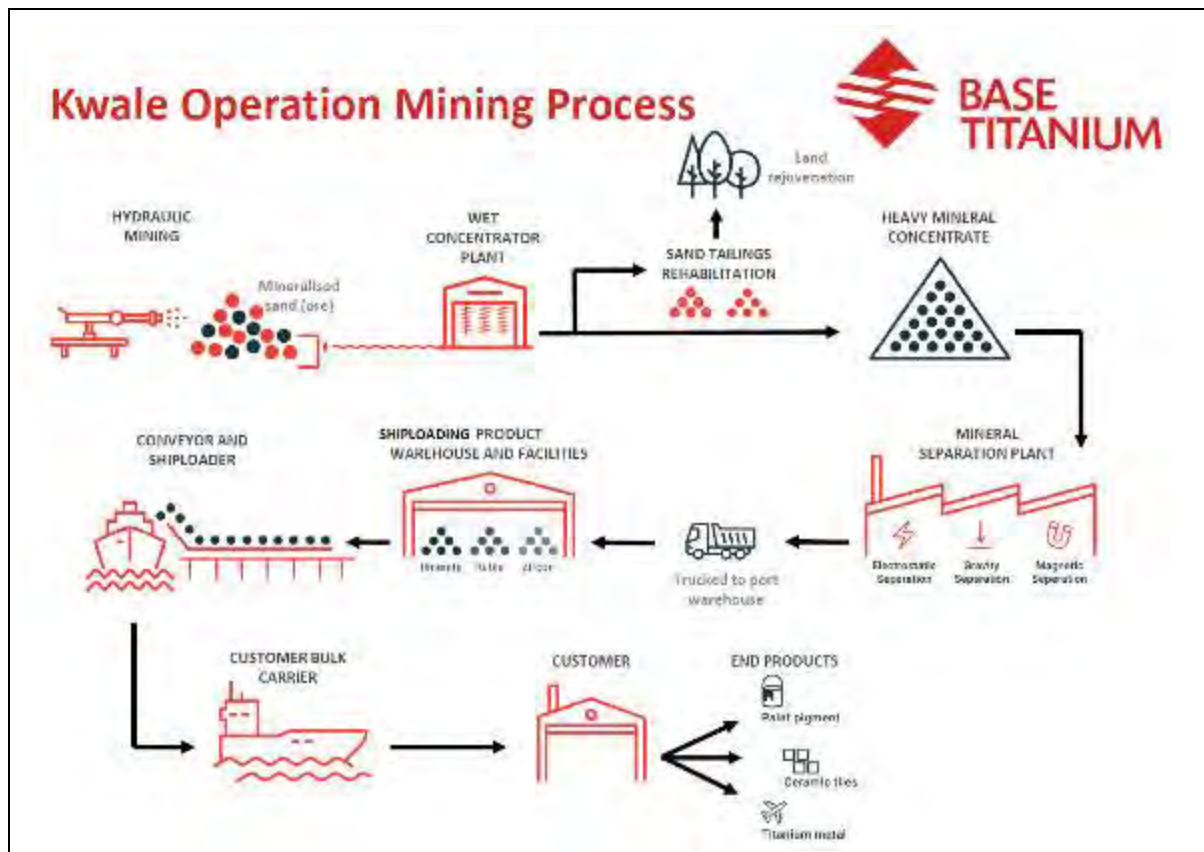 Kwale Operation Mining Process
BASE
TITANIUM
Land
rejuvenation
HYDRAULIC
MINING
WET
CONCENTRATOR
PLANT
HEAVY MINERAL
CONCENTRATE
SAND TAILINGS
REHABILITATION
Mineralised
sand (ore)
CONVEYOR AND
SHIPLOADER
SHIPLOADING PRODUCT
WAREHOUSE AND FACILITIES
MINERAL
SEPARATION PLANT
Ilmenite Rutile Zircon
Trucked to port
warehouse
Electrostatic
Separation
Gravity
Separation
Magnetic
Separation
CUSTOMER BULK
CARRIER
CUSTOMER
END PRODUCTS
Paint pigment
Ceramic tiles
Titanium metal